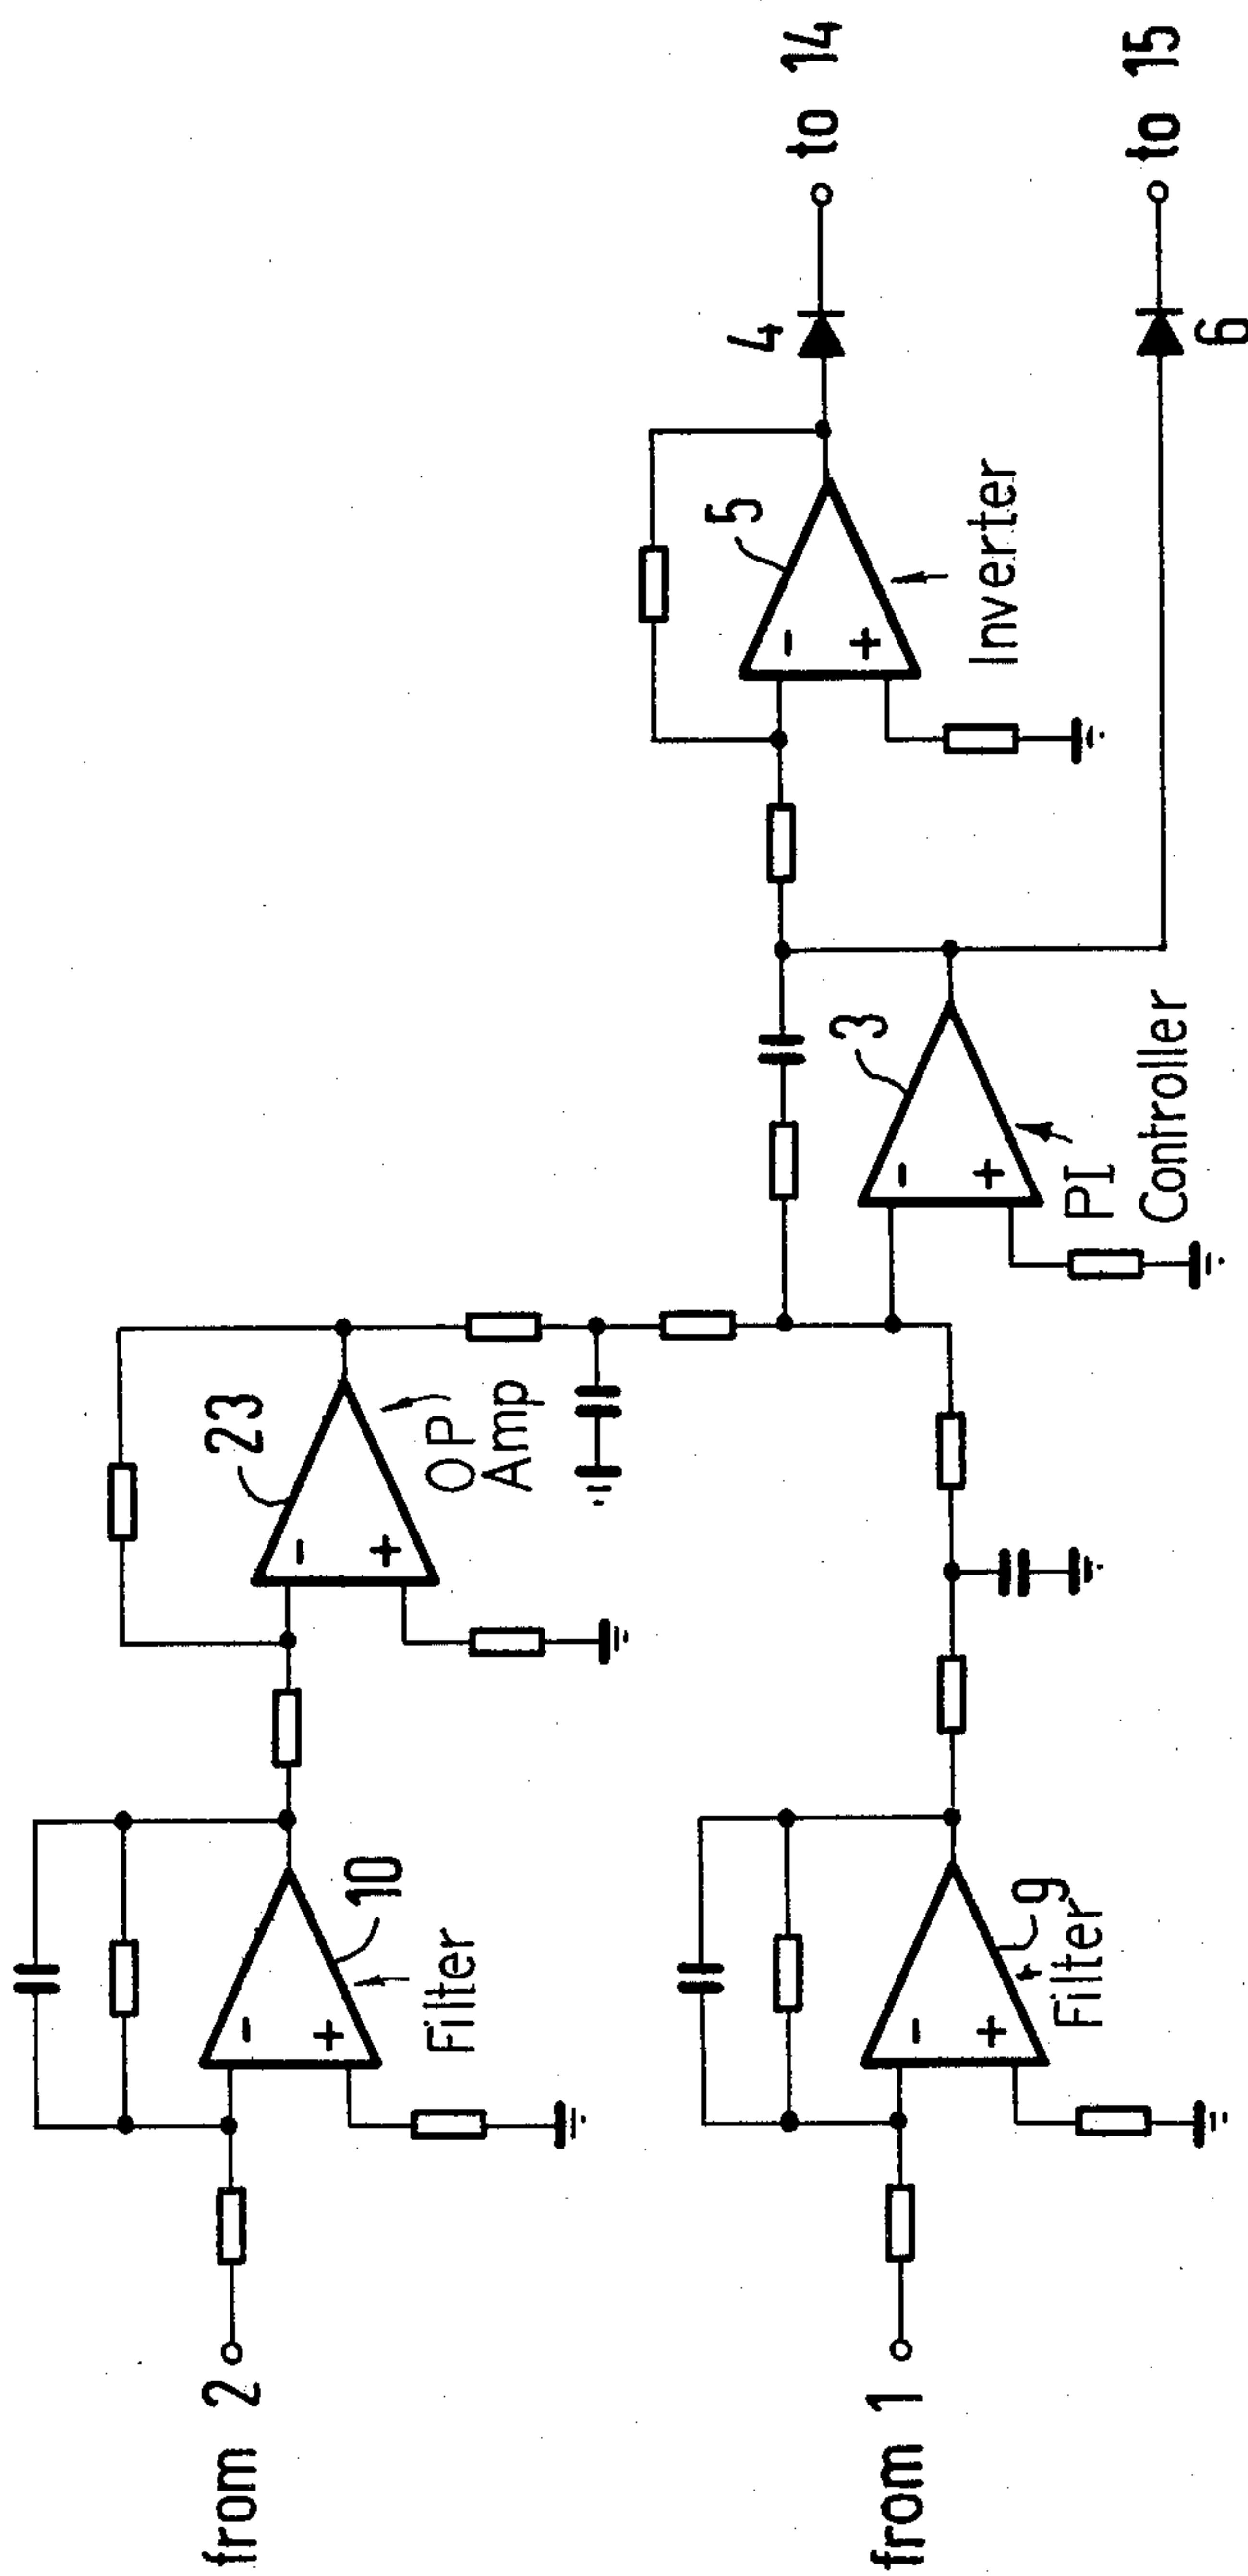 from 2
10
Filter
-
+
23
OP
Amp
-
+
from 1
9
Filter
-
+
3
PI
Controller
-
+
5
Inverter
-
+
4
to 14
6
to 15